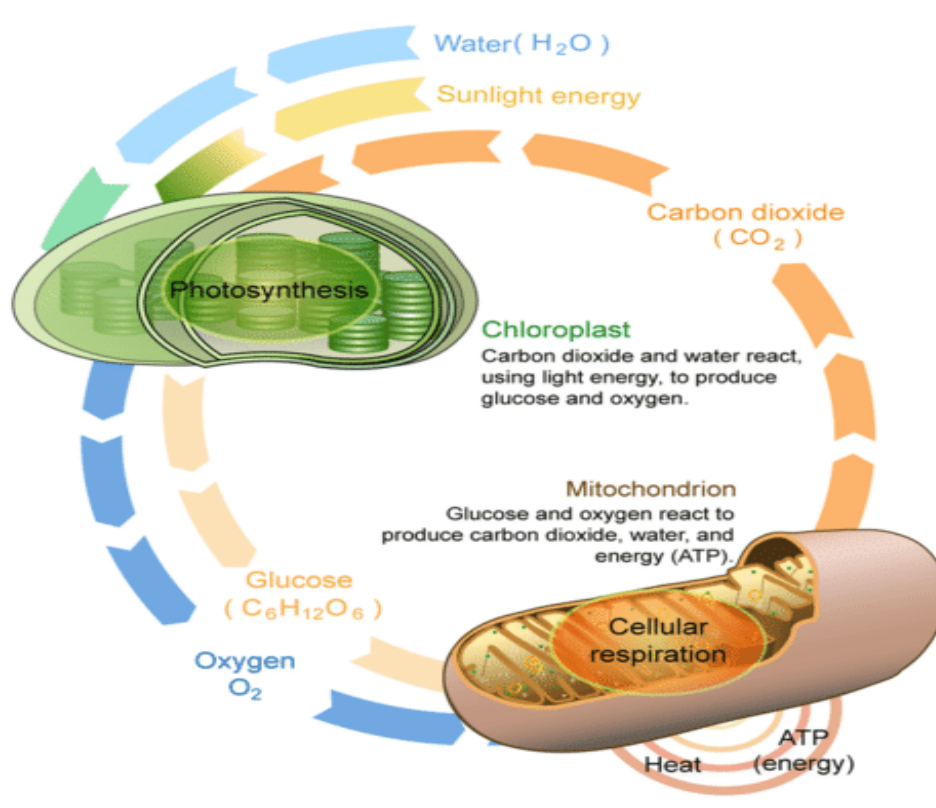 Water( H₂O )
Sunlight energy
Carbon dioxide
( CO₂ )
Photosynthesis
Chloroplast
Carbon dioxide and water react,
using light energy, to produce
glucose and oxygen.
Mitochondrion
Glucose and oxygen react to
produce carbon dioxide, water, and
energy (ATP).
Glucose
( C₆H₁₂O₆ )
Cellular
respiration
Oxygen
O₂
ATP
(energy)
Heat